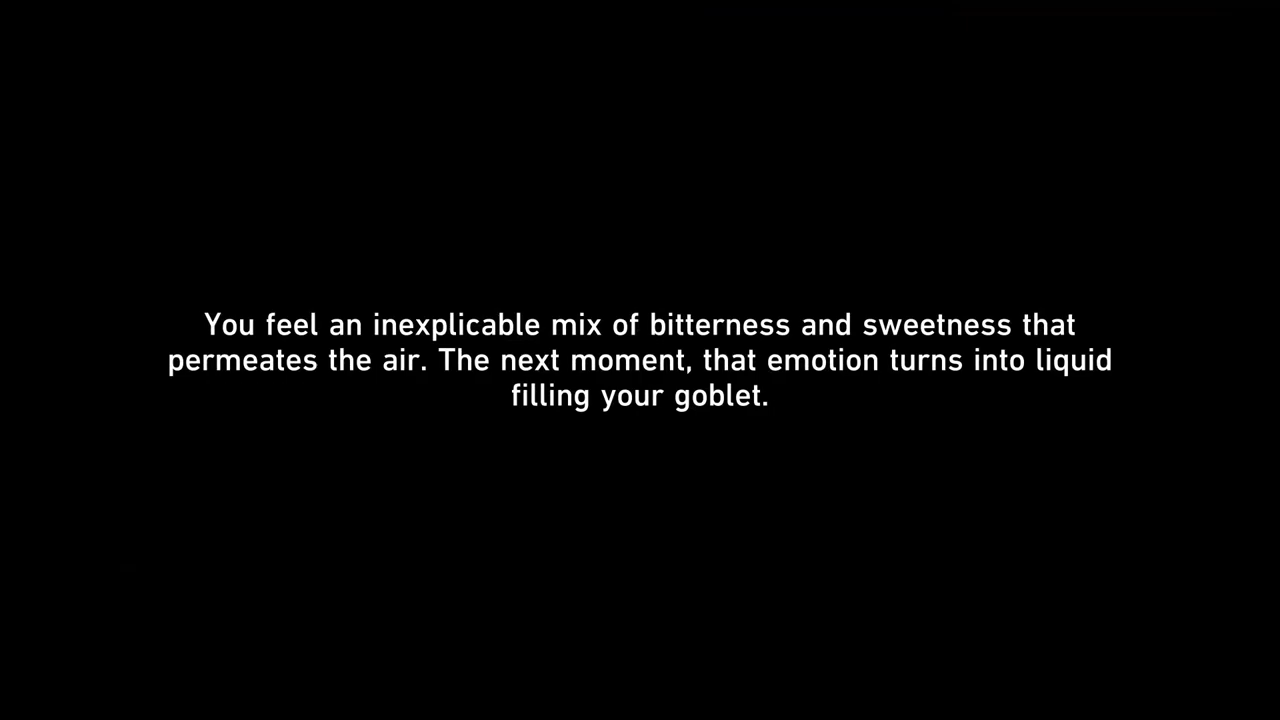 You feel an inexplicable mix of bitterness and sweetness that
permeates the air. The next moment, that emotion turns into liquid
filling your goblet.